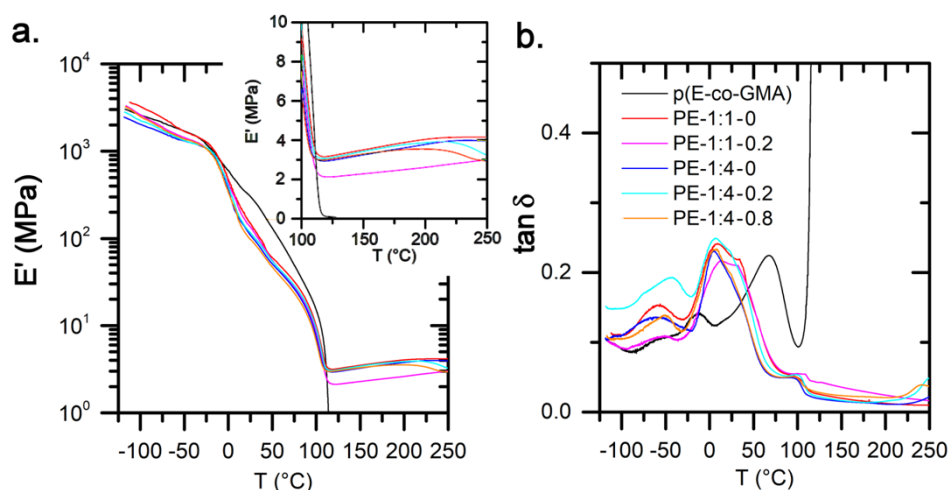 a.
10⁴
10³
10²
10¹
10⁰
E' (MPa)
-100 -50 0 50 100 150 200 250
T (°C)
10
8
6
4
2
0
E' (MPa)
100 150 200 250
T (°C)
b.
0.4
0.2
0.0
tan δ
p(E-co-GMA)
PE-1:1-0
PE-1:1-0.2
PE-1:4-0
PE-1:4-0.2
PE-1:4-0.8
-100 -50 0 50 100 150 200 250
T (°C)